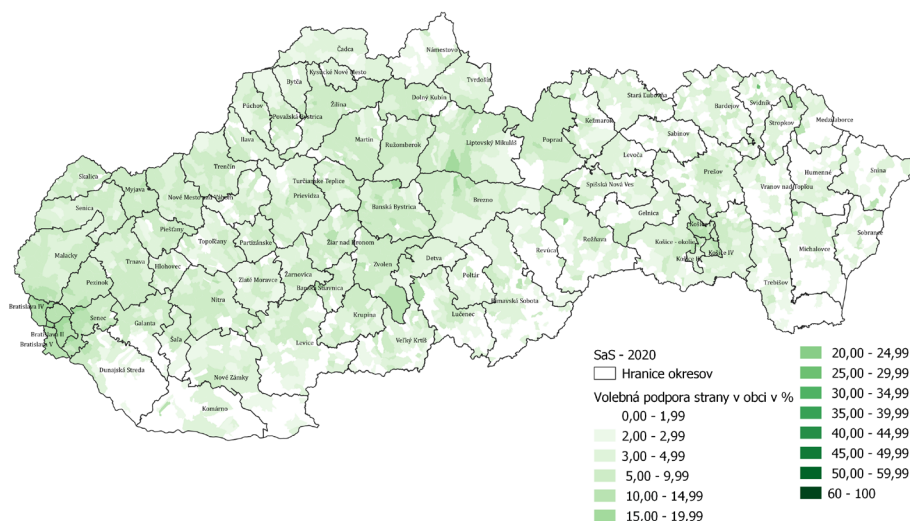 Čadca
Námestovo
Bytča
Kysucké Nové Mesto
Tvrdošín
Púchov
Považská Bystrica
Žilina
Dolný Kubín
Stará Ľubovňa
Kežmarok
Bardejov
Svidník
Stropkov
Medzilaborce
Ilava
Martin
Ružomberok
Liptovský Mikuláš
Poprad
Sabinov
Levoča
Trenčín
Prešov
Humenné
Snina
Skalica
Myjava
Nové Mesto nad Váhom
Turčianske Teplice
Prievidza
Spišská Nová Ves
Vranov nad Topľou
Senica
Banská Bystrica
Brezno
Gelnica
Piešťany
Topoľčany
Partizánske
Žiar nad Hronom
Revúca
Rožňava
Košice - okolie
Košice IV
Sobrance
Michalovce
Malacky
Trnava
Hlohovec
Zvolen
Detva
Poltár
Trebišov
Pezinok
Zlaté Moravce
Žarnovica
Banská Štiavnica
Nitra
Rimavská Sobota
Bratislava IV
Senec
Galanta
Krupina
Lučenec
Bratislava II
Bratislava V
Šaľa
Levice
Veľký Krtíš
Dunajská Streda
Nové Zámky
Komárno
SaS - 2020
Hranice okresov
Volebná podpora strany v obci v %
0,00 - 1,99
2,00 - 2,99
3,00 - 4,99
5,00 - 9,99
10,00 - 14,99
15,00 - 19,99
20,00 - 24,99
25,00 - 29,99
30,00 - 34,99
35,00 - 39,99
40,00 - 44,99
45,00 - 49,99
50,00 - 59,99
60 - 100